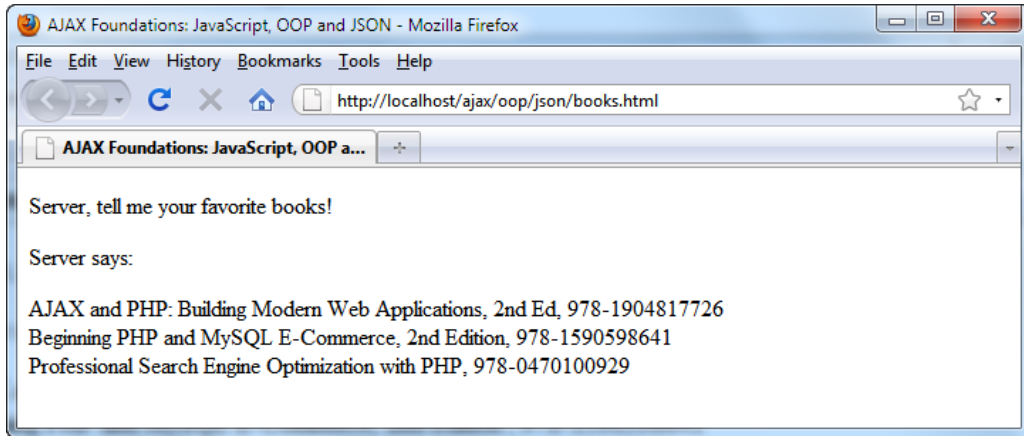 AJAX Foundations: JavaScript, OOP and JSON - Mozilla Firefox
File Edit View History Bookmarks Tools Help
http://localhost/ajax/oop/json/books.html
AJAX Foundations: JavaScript, OOP a...
Server, tell me your favorite books!
Server says:
AJAX and PHP: Building Modern Web Applications, 2nd Ed, 978-1904817726
Beginning PHP and MySQL E-Commerce, 2nd Edition, 978-1590598641
Professional Search Engine Optimization with PHP, 978-0470100929